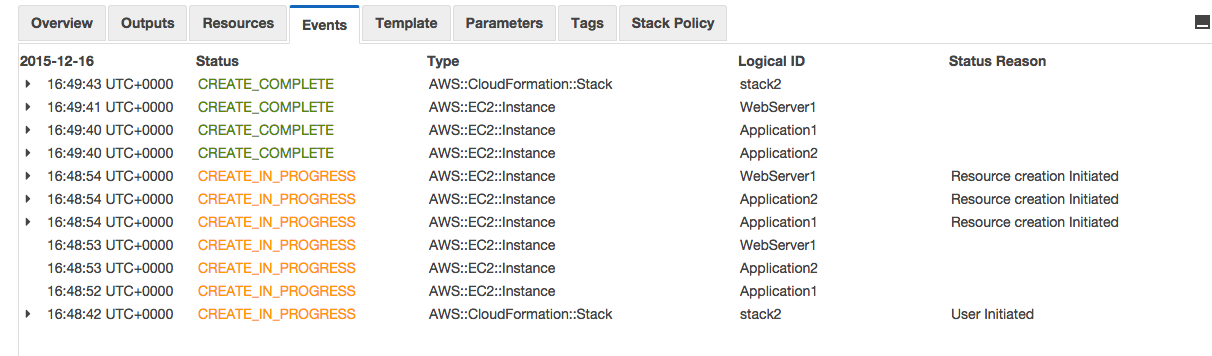 Overview Outputs Resources Events Template Parameters Tags Stack Policy
2015-12-16 Status Type Logical ID Status Reason
16:49:43 UTC+0000 CREATE_COMPLETE AWS::CloudFormation::Stack stack2
16:49:41 UTC+0000 CREATE_COMPLETE AWS::EC2::Instance WebServer1
16:49:40 UTC+0000 CREATE_COMPLETE AWS::EC2::Instance Application1
16:49:40 UTC+0000 CREATE_COMPLETE AWS::EC2::Instance Application2
16:48:54 UTC+0000 CREATE_IN_PROGRESS AWS::EC2::Instance WebServer1 Resource creation Initiated
16:48:54 UTC+0000 CREATE_IN_PROGRESS AWS::EC2::Instance Application2 Resource creation Initiated
16:48:54 UTC+0000 CREATE_IN_PROGRESS AWS::EC2::Instance Application1 Resource creation Initiated
16:48:53 UTC+0000 CREATE_IN_PROGRESS AWS::EC2::Instance WebServer1
16:48:53 UTC+0000 CREATE_IN_PROGRESS AWS::EC2::Instance Application2
16:48:52 UTC+0000 CREATE_IN_PROGRESS AWS::EC2::Instance Application1
16:48:42 UTC+0000 CREATE_IN_PROGRESS AWS::CloudFormation::Stack stack2 User Initiated